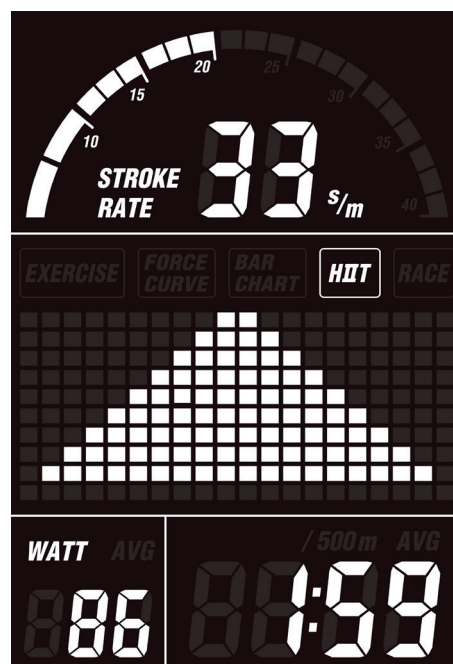 10
15
20
25
30
35
40
STROKE
RATE
33 s/m
EXERCISE
FORCE
CURVE
BAR
CHART
HIIT
RACE
WATT AVG
86
/500m AVG
1:59